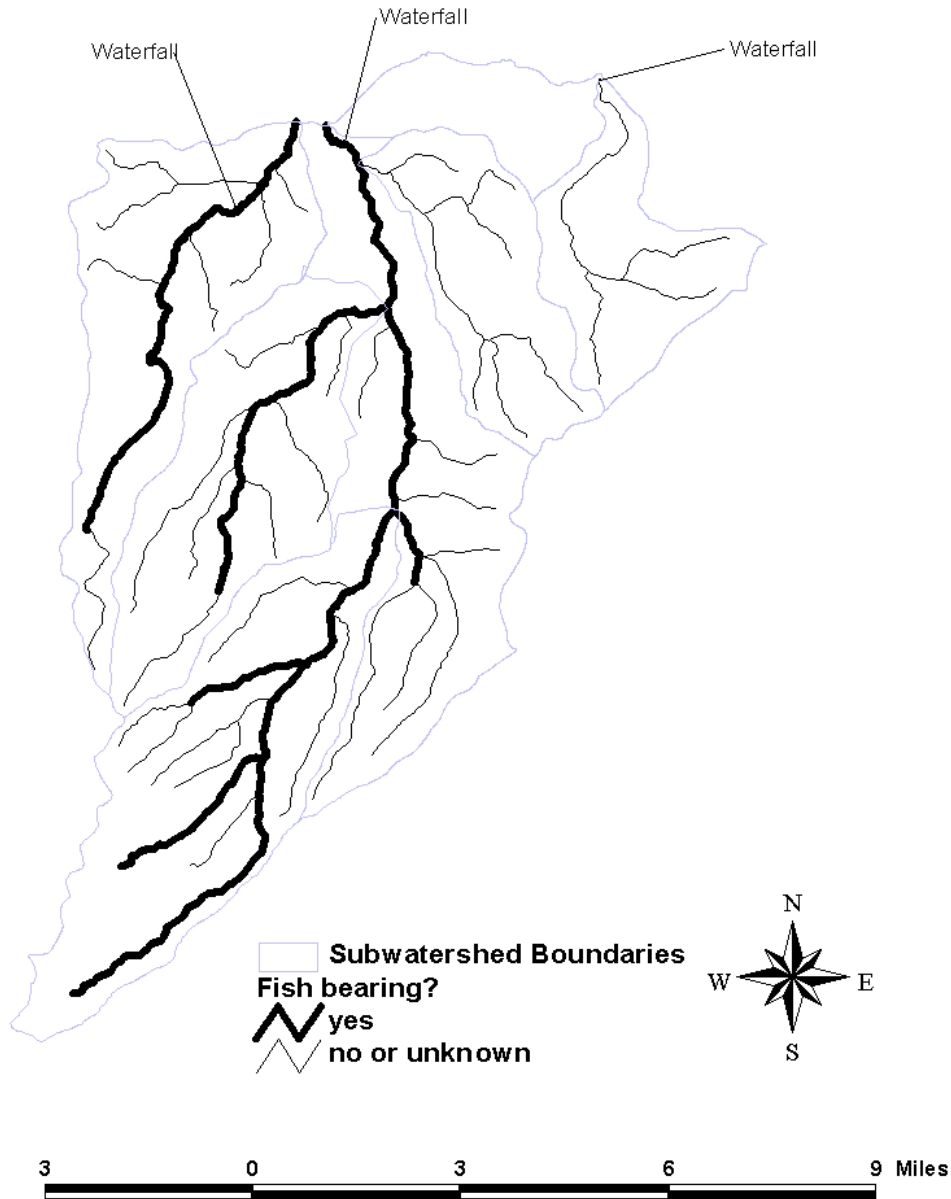 Waterfall
Waterfall
Waterfall
N
W E
S
Subwatershed Boundaries
Fish bearing?
yes
no or unknown
3 0 3 6 9 Miles